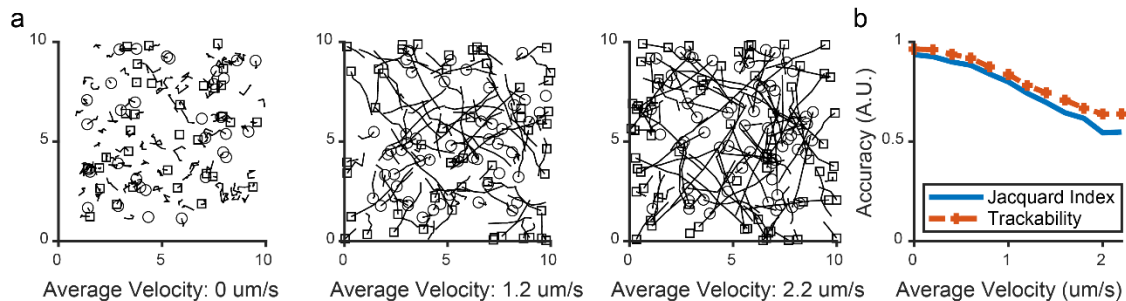 a
b
10
5
0
0
5
10
Average Velocity: 0 um/s
10
5
0
0
5
10
Average Velocity: 1.2 um/s
10
5
0
0
5
10
Average Velocity: 2.2 um/s
Accuracy (A.U.)
1
0.5
0
Jacquard Index
Trackability
0
1
2
Average Velocity (um/s)